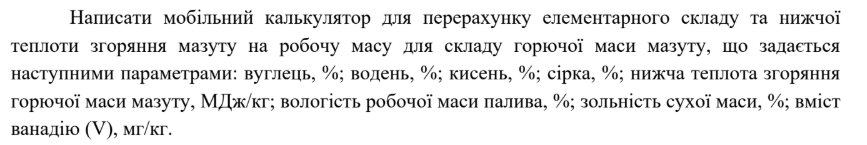 Написати мобільний калькулятор для перерахунку елементарного складу та нижчої
теплоти згоряння мазуту на робочу масу для складу горючої маси мазуту, що задається
наступними параметрами: вуглець, %; водень, %; кисень, %; сірка, %; нижча теплота згоряння
горючої маси мазуту, МДж/кг; вологість робочої маси палива, %; зольність сухої маси, %; вміст
ванадію (V), мг/кг.